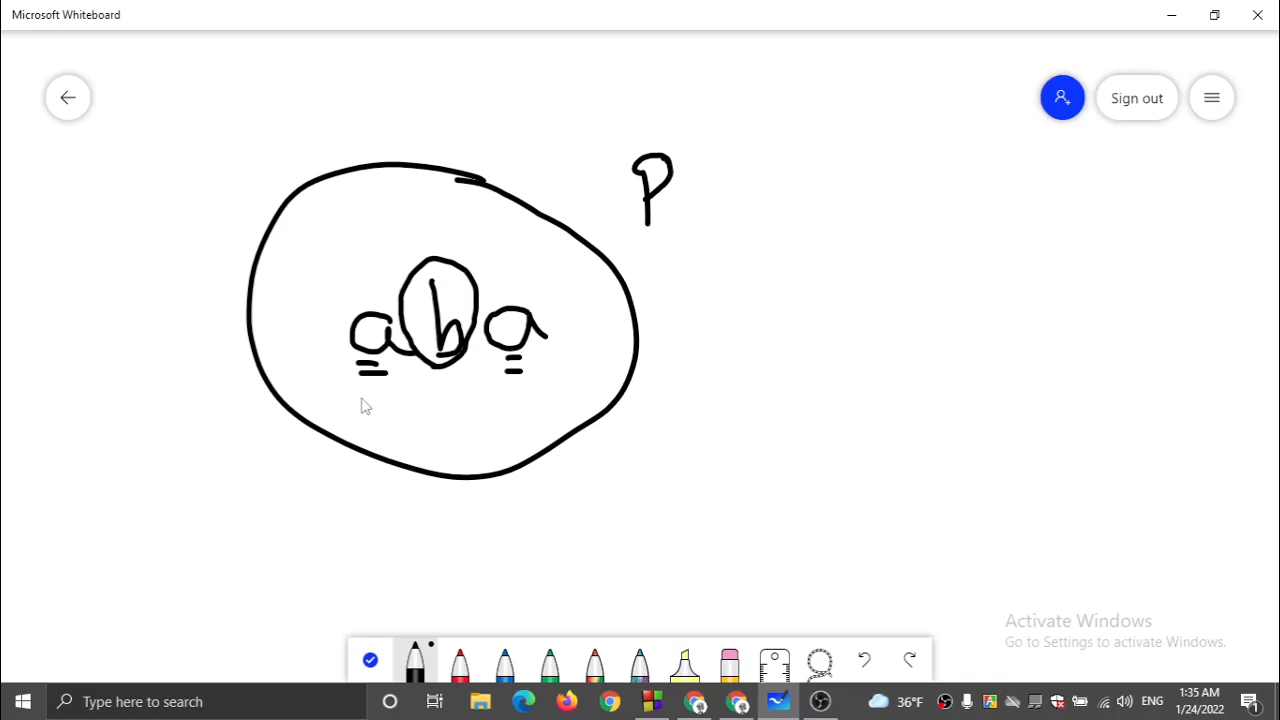 Microsoft Whiteboard
Sign out
P
aba
Activate Windows
Go to Settings to activate Windows.
Type here to search
36°F
ENG
1:35 AM
1/24/2022
1